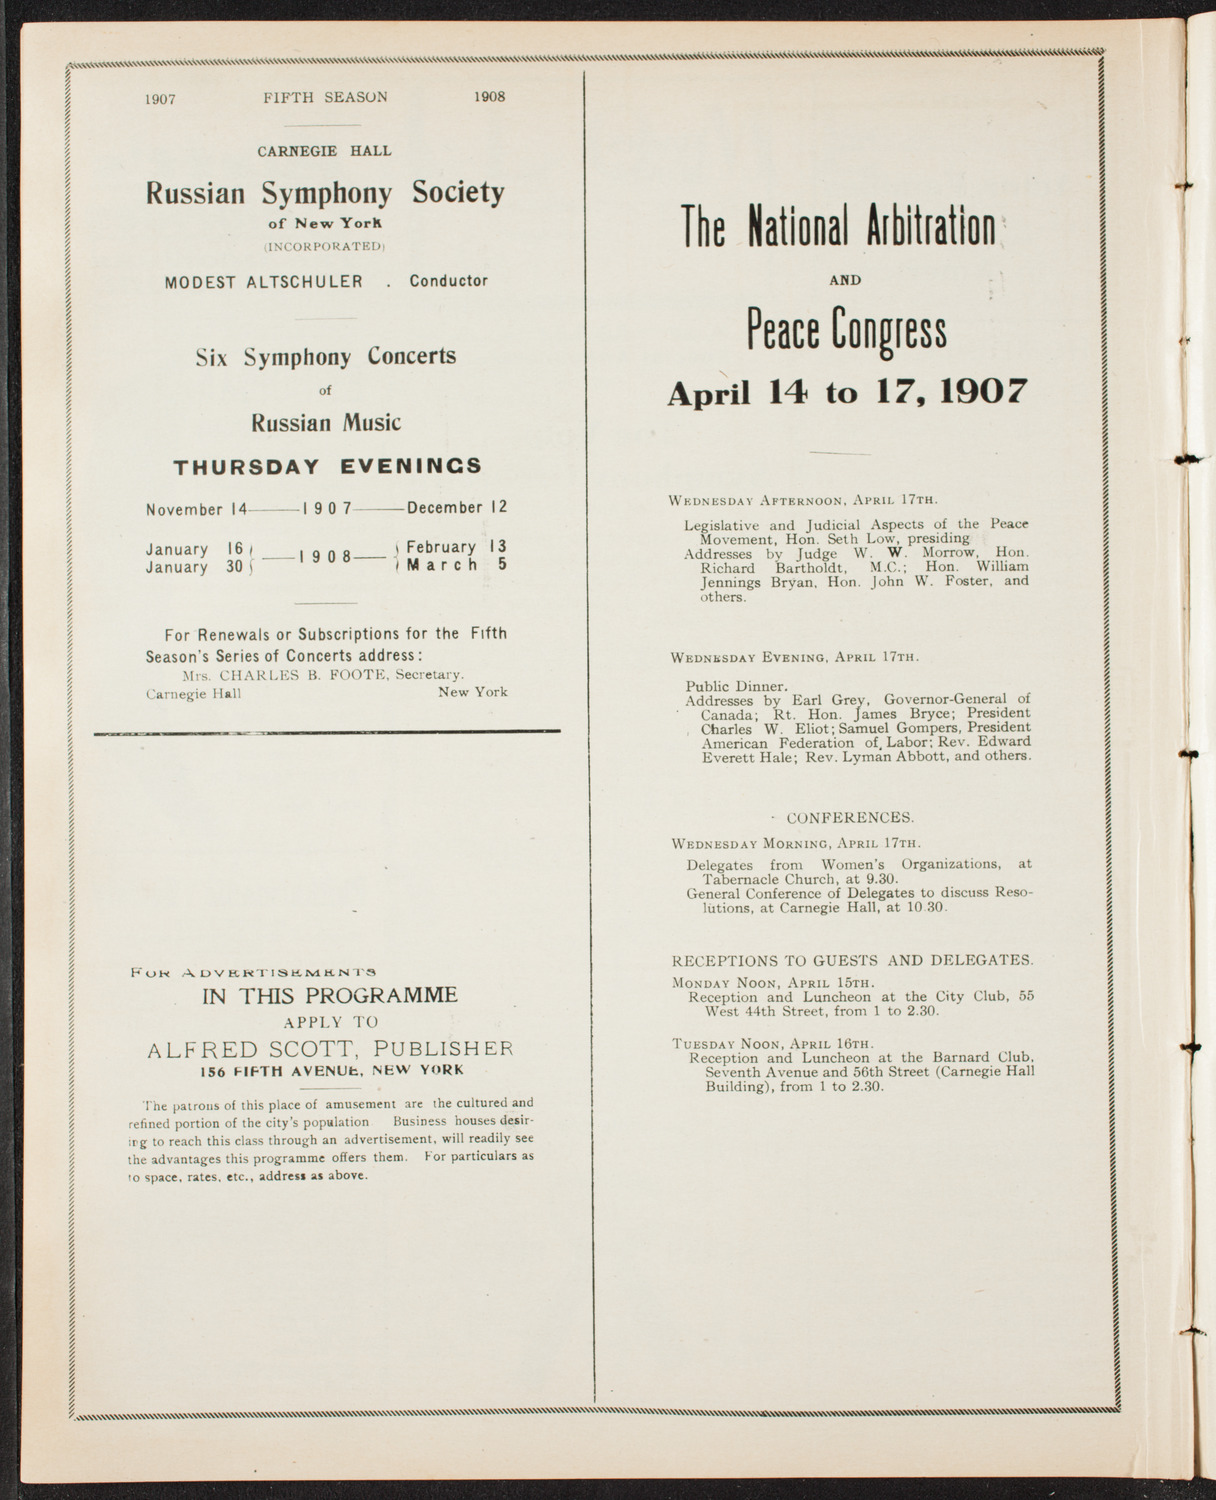 1907 FIFTH SEASON 1908
CARNEGIE HALL
Russian Symphony Society
of New York
(INCORPORATED)
MODEST ALTSCHULER . Conductor
Six Symphony Concerts
of
Russian Music
THURSDAY EVENINGS
November 14——1907——December 12
January 16 } —1908— { February 13
January 30 } { March 5
For Renewals or Subscriptions for the Fifth
Season's Series of Concerts address:
Mrs. CHARLES B. FOOTE, Secretary.
Carnegie Hall New York
FOR ADVERTISEMENTS
IN THIS PROGRAMME
APPLY TO
ALFRED SCOTT, PUBLISHER
156 FIFTH AVENUE, NEW YORK
The patrons of this place of amusement are the cultured and
refined portion of the city's population. Business houses desir-
ing to reach this class through an advertisement, will readily see
the advantages this programme offers them. For particulars as
to space, rates, etc., address as above.
The National Arbitration
AND
Peace Congress
April 14 to 17, 1907
WEDNESDAY AFTERNOON, APRIL 17TH.
Legislative and Judicial Aspects of the Peace
Movement, Hon. Seth Low, presiding
Addresses by Judge W. W. Morrow, Hon.
Richard Bartholdt, M.C.; Hon. William
Jennings Bryan, Hon. John W. Foster, and
others.
WEDNESDAY EVENING, APRIL 17TH.
Public Dinner.
Addresses by Earl Grey, Governor-General of
Canada; Rt. Hon. James Bryce; President
Charles W. Eliot; Samuel Gompers, President
American Federation of Labor; Rev. Edward
Everett Hale; Rev. Lyman Abbott, and others.
CONFERENCES.
WEDNESDAY MORNING, APRIL 17TH.
Delegates from Women's Organizations, at
Tabernacle Church, at 9.30.
General Conference of Delegates to discuss Reso-
lutions, at Carnegie Hall, at 10.30.
RECEPTIONS TO GUESTS AND DELEGATES.
MONDAY NOON, APRIL 15TH.
Reception and Luncheon at the City Club, 55
West 44th Street, from 1 to 2.30.
TUESDAY NOON, APRIL 16TH.
Reception and Luncheon at the Barnard Club,
Seventh Avenue and 56th Street (Carnegie Hall
Building), from 1 to 2.30.